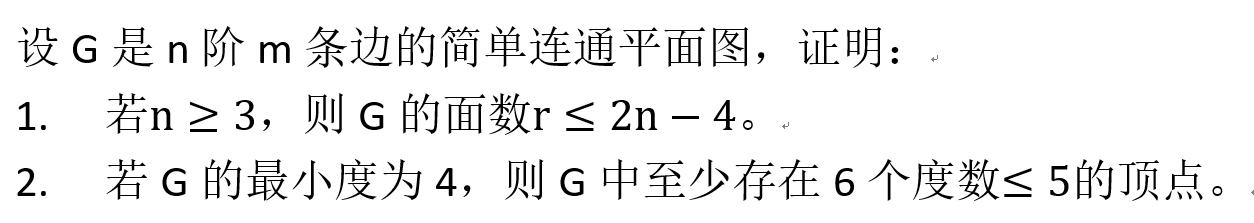 设 G 是 n 阶 m 条边的简单连通平面图，证明：
1. 若n ≥ 3，则 G 的面数r ≤ 2n − 4。
2. 若 G 的最小度为 4，则 G 中至少存在 6 个度数≤ 5的顶点。